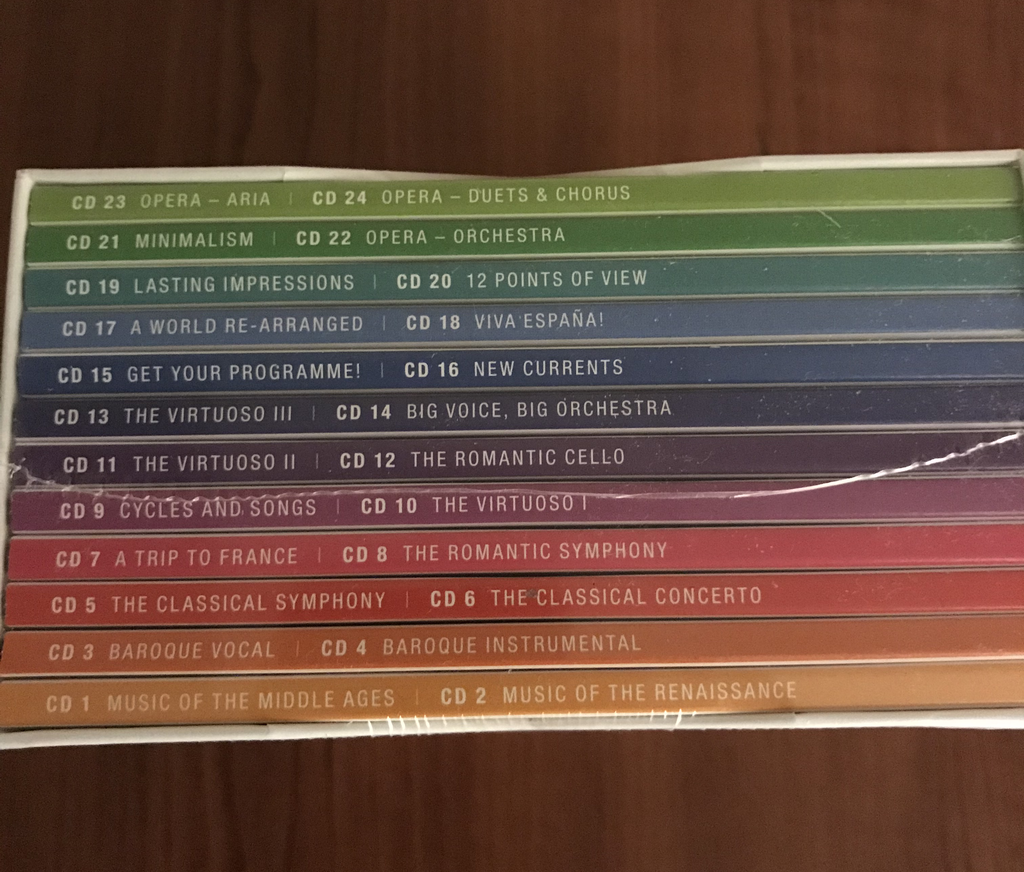 CD 23 OPERA – ARIA | CD 24 OPERA – DUETS & CHORUS
CD 21 MINIMALISM | CD 22 OPERA – ORCHESTRA
CD 19 LASTING IMPRESSIONS | CD 20 12 POINTS OF VIEW
CD 17 A WORLD RE-ARRANGED | CD 18 VIVA ESPAÑA!
CD 15 GET YOUR PROGRAMME! | CD 16 NEW CURRENTS
CD 13 THE VIRTUOSO III | CD 14 BIG VOICE, BIG ORCHESTRA
CD 11 THE VIRTUOSO II | CD 12 THE ROMANTIC CELLO
CD 9 CYCLES AND SONGS | CD 10 THE VIRTUOSO I
CD 7 A TRIP TO FRANCE | CD 8 THE ROMANTIC SYMPHONY
CD 5 THE CLASSICAL SYMPHONY | CD 6 THE CLASSICAL CONCERTO
CD 3 BAROQUE VOCAL | CD 4 BAROQUE INSTRUMENTAL
CD 1 MUSIC OF THE MIDDLE AGES | CD 2 MUSIC OF THE RENAISSANCE